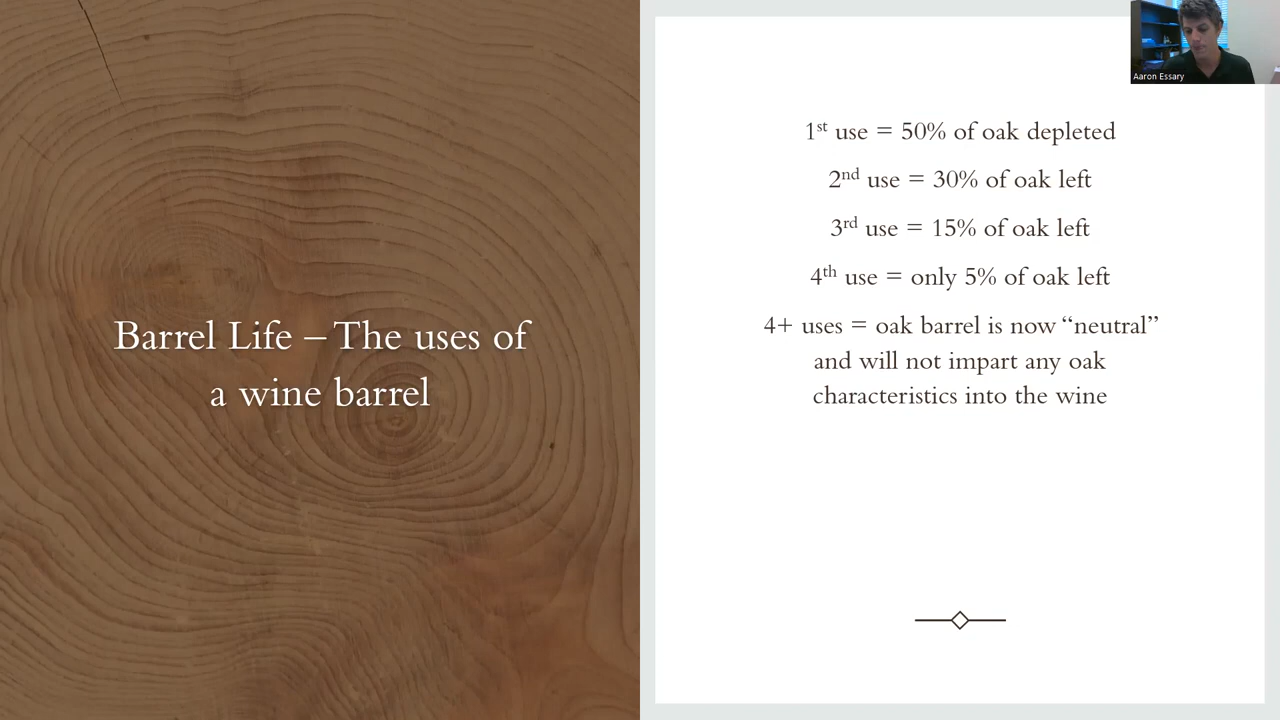 Barrel Life – The uses of
a wine barrel
1st use = 50% of oak depleted
2nd use = 30% of oak left
3rd use = 15% of oak left
4th use = only 5% of oak left
4+ uses = oak barrel is now “neutral”
and will not impart any oak
characteristics into the wine
Aaron Essary